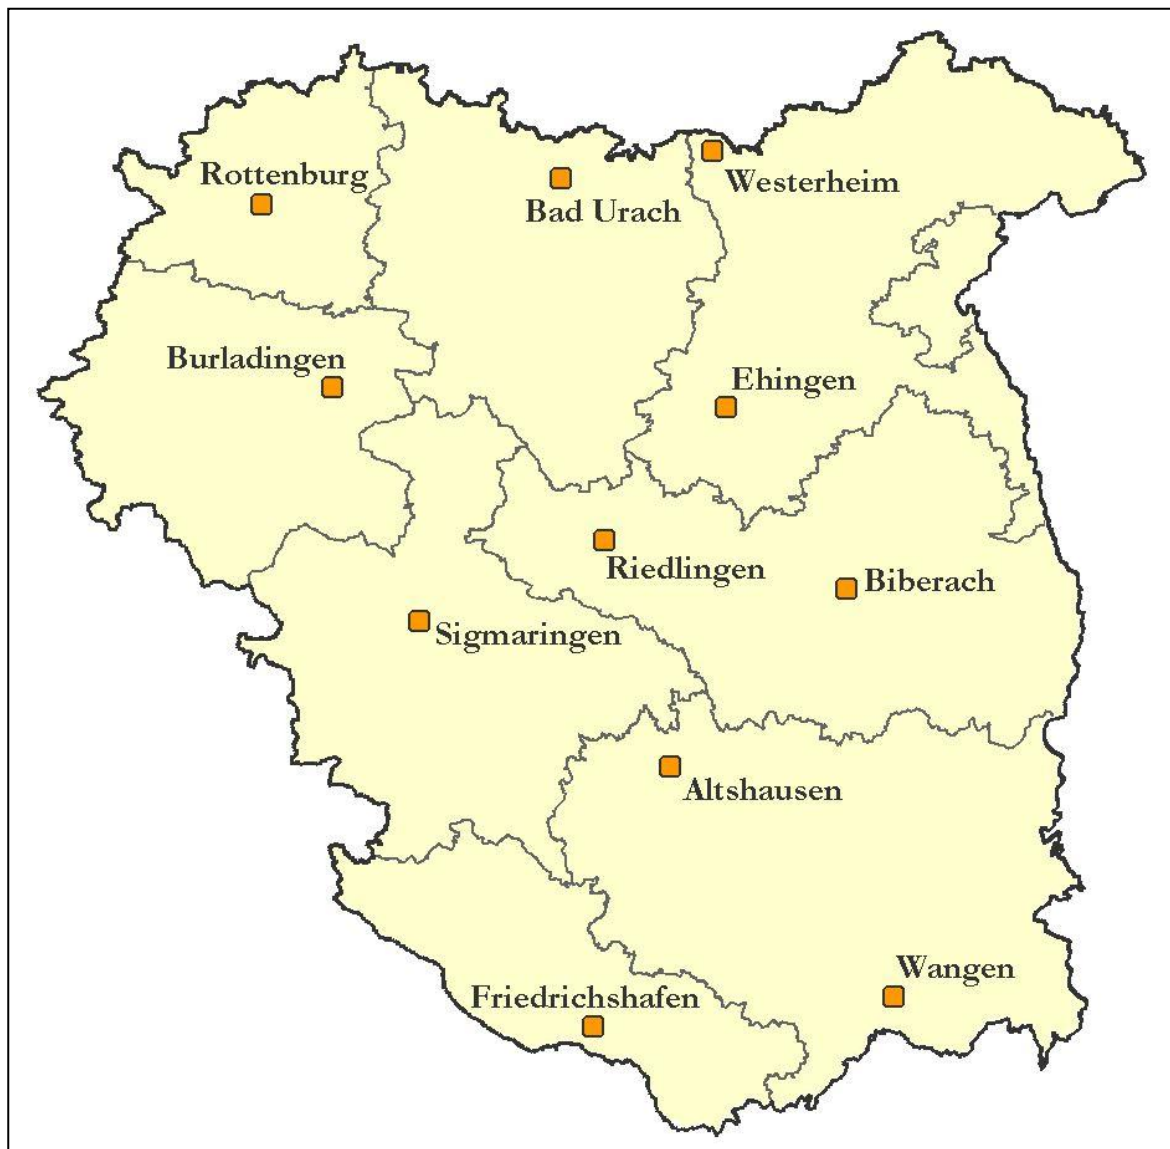 Rottenburg
Westerheim
Bad Urach
Burladingen
Ehingen
Riedlingen
Biberach
Sigmaringen
Altshausen
Wangen
Friedrichshafen